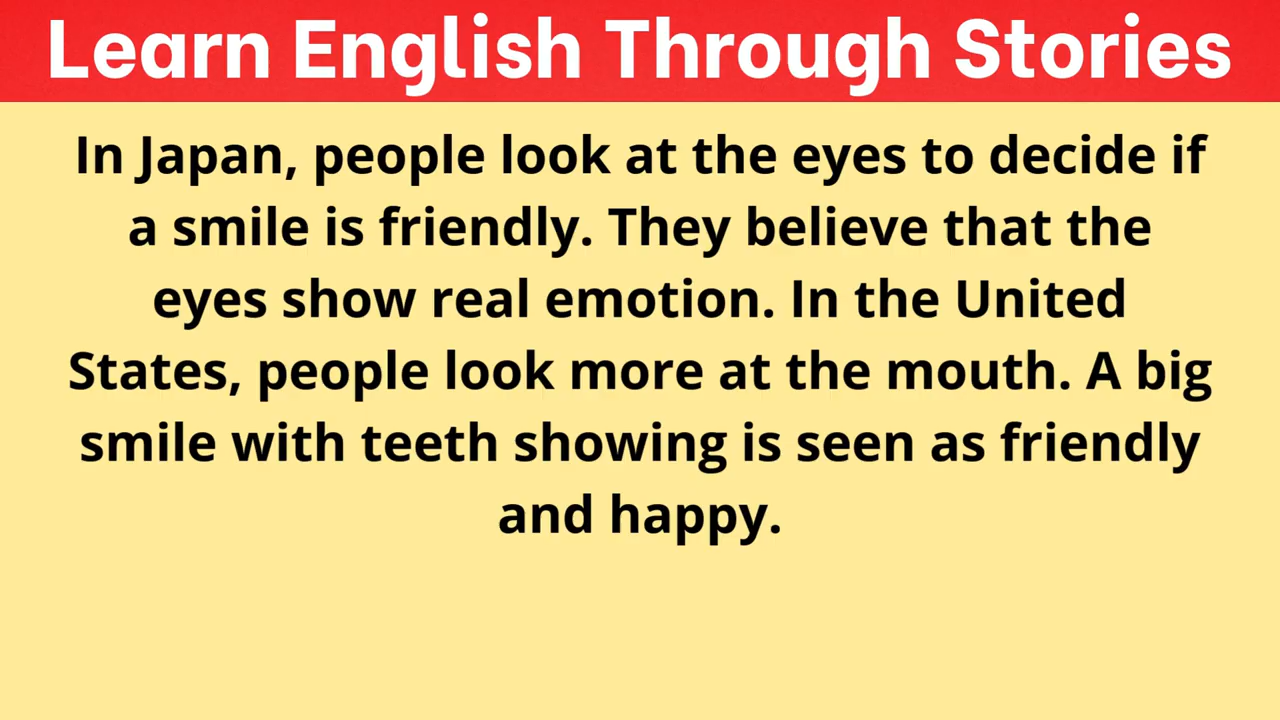 Learn English Through Stories
In Japan, people look at the eyes to decide if
a smile is friendly. They believe that the
eyes show real emotion. In the United
States, people look more at the mouth. A big
smile with teeth showing is seen as friendly
and happy.